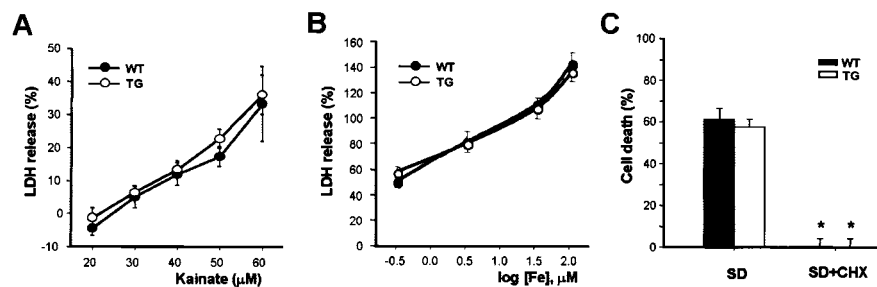 A
LDH release (%)
50
40
30
20
10
0
-10
WT
TG
20 30 40 50 60
Kainate (µM)
B
LDH release (%)
160
140
120
100
80
60
40
20
0
WT
TG
-0.5 0.0 0.5 1.0 1.5 2.0
log [Fe], µM
C
Cell death (%)
100
80
60
40
20
0
WT
TG
* *
SD SD+CHX